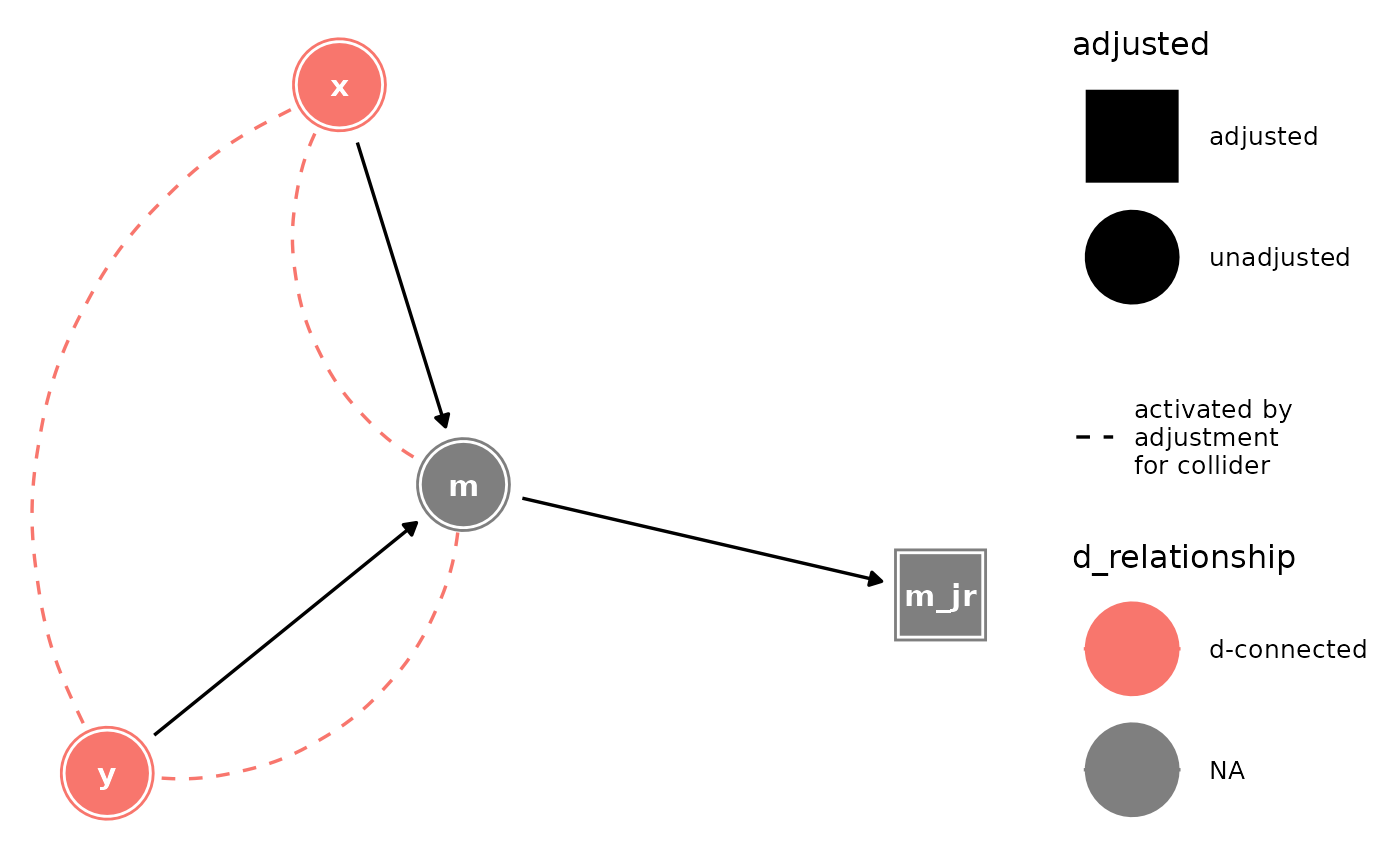 x
m
m_jr
y
adjusted
adjusted
unadjusted
activated by
adjustment
for collider
d_relationship
d-connected
NA